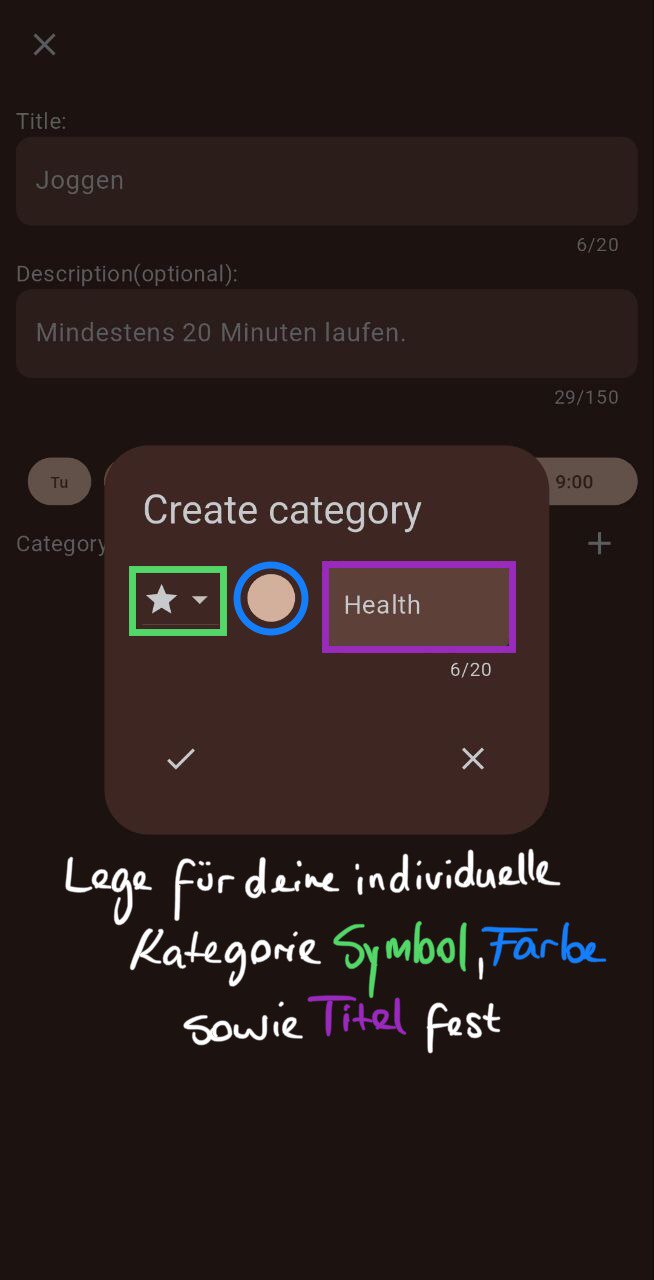 Title:
Joggen
6/20
Description(optional):
Mindestens 20 Minuten laufen.
29/150
Tu
9:00
Category
Create category
Health
6/20
Lege für deine individuelle
Kategorie Symbol, Farbe
sowie Titel fest